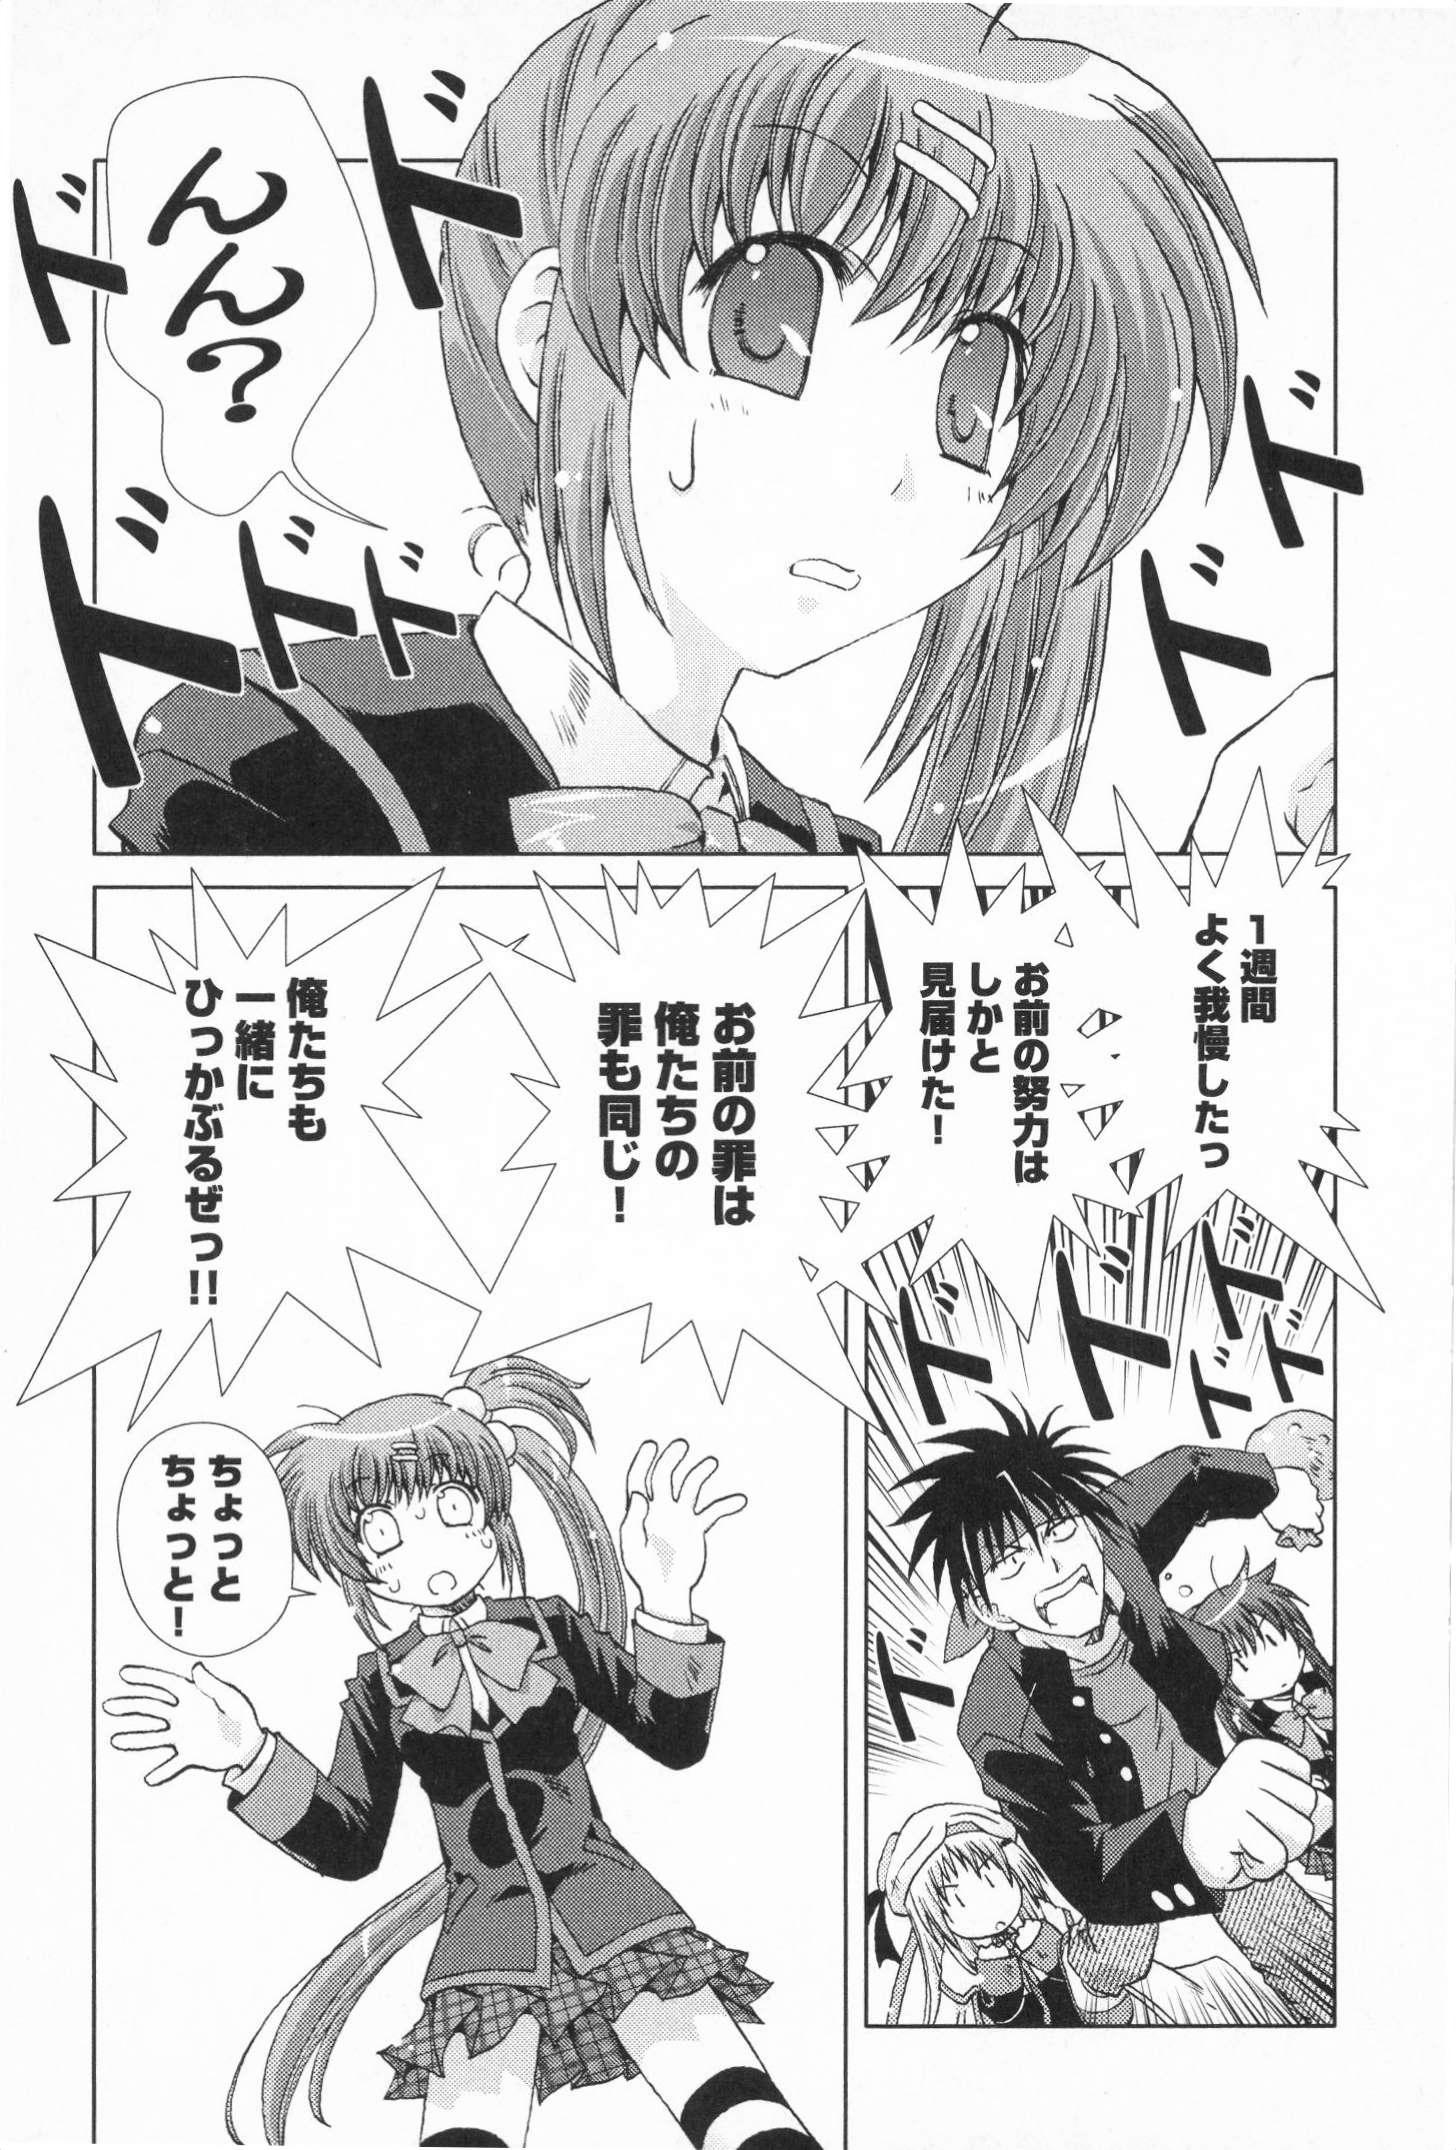 んん？
ドドドドドドド
1週間
よく我慢したっ
お前の努力は
しかと
見届けた！
ドドドドドド
お前の罪は
俺たちの
罪も同じ！
俺たちも
一緒に
ひっかぶるぜっ!!
ちょっと
ちょっと！